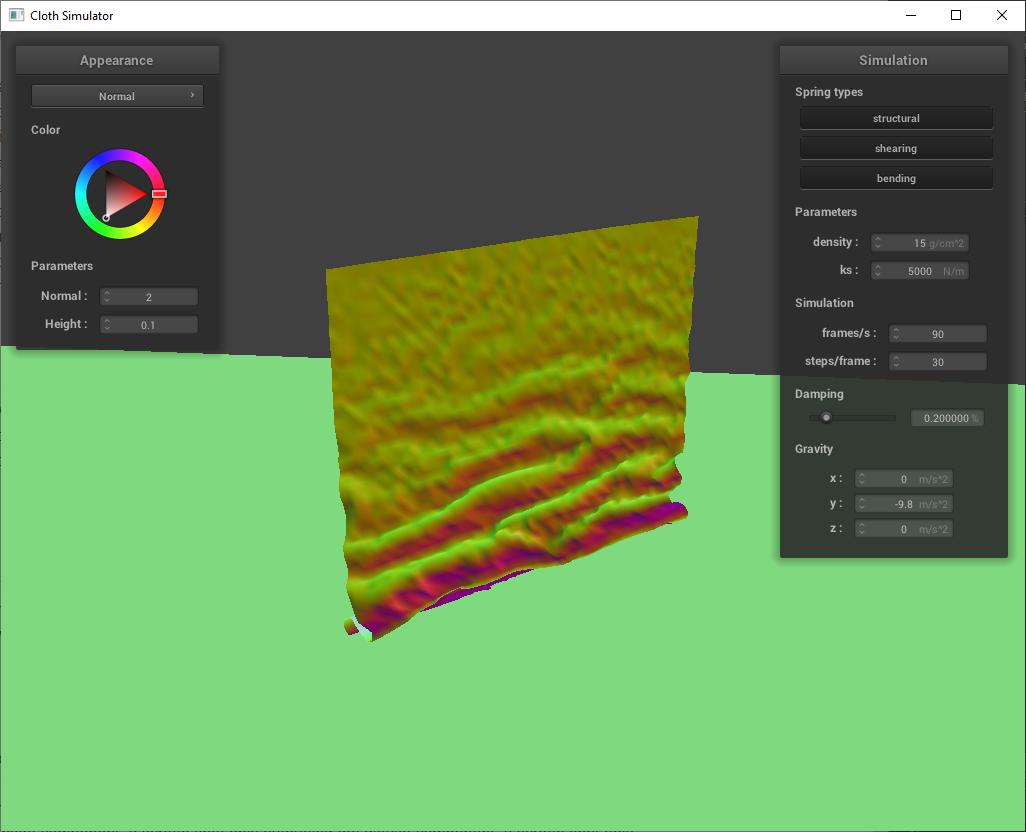 Cloth Simulator
Appearance
Normal
Color
Parameters
Normal : 2
Height : 0.1
Simulation
Spring types
structural
shearing
bending
Parameters
density : 15 g/cm^2
ks : 5000 N/m
Simulation
frames/s : 90
steps/frame : 30
Damping
0.200000 %
Gravity
x : 0 m/s^2
y : -9.8 m/s^2
z : 0 m/s^2